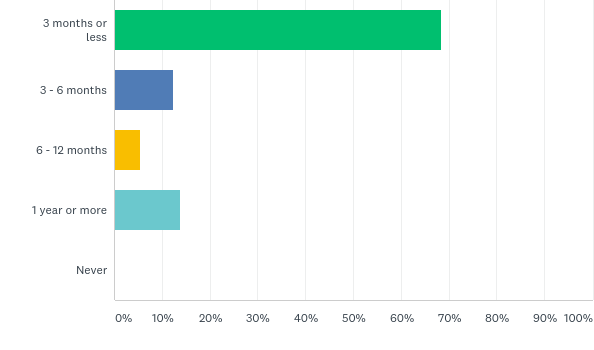 3 months or
less
3 - 6 months
6 - 12 months
1 year or more
Never
0% 10% 20% 30% 40% 50% 60% 70% 80% 90% 100%